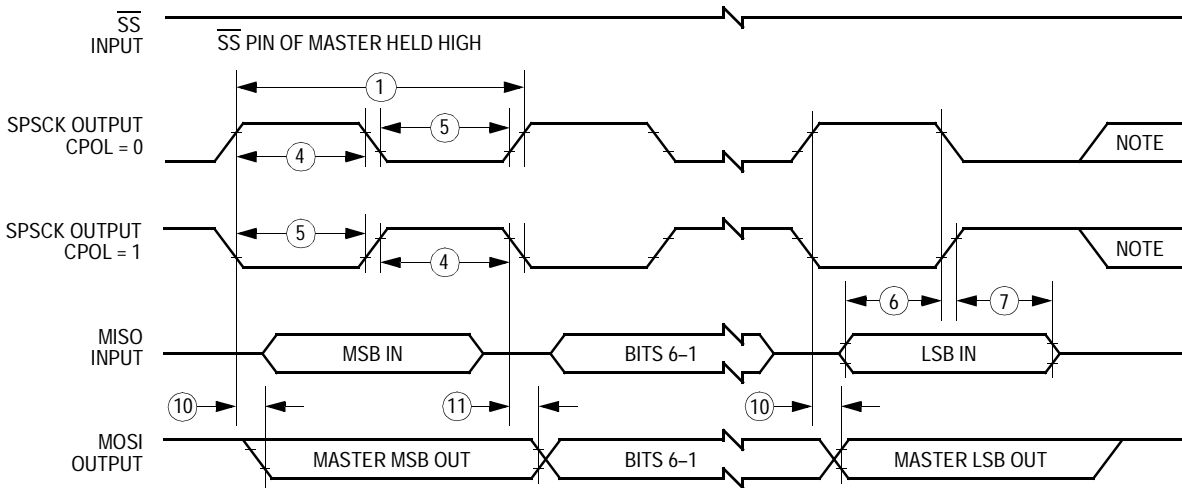 SS
INPUT
SS PIN OF MASTER HELD HIGH
1
SPSCK OUTPUT
CPOL = 0
5
4
NOTE
SPSCK OUTPUT
CPOL = 1
5
4
NOTE
6
7
MISO
INPUT
MSB IN
BITS 6–1
LSB IN
10
11
10
MOSI
OUTPUT
MASTER MSB OUT
BITS 6–1
MASTER LSB OUT